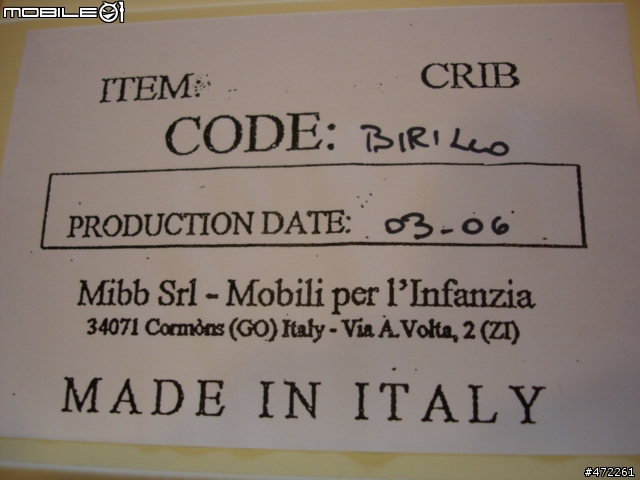 MOBILE01
ITEM: CRIB
CODE: BIRILLO
PRODUCTION DATE: 03-06
Mibb Srl - Mobili per l'Infanzia
34071 Cormòns (GO) Italy - Via A.Volta, 2 (ZI)
MADE IN ITALY
#472261